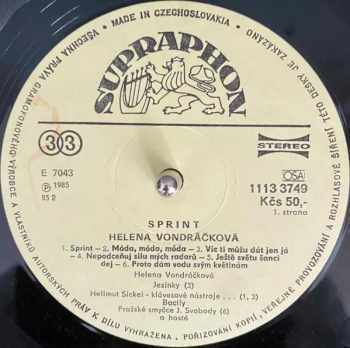 MADE IN CZECHOSLOVAKIA • VŠECHNA PRÁVA GRAMOFONOVÉHO VÝROBCE A VLASTNÍKŮ AUTORSKÝCH PRÁV K DÍLU VYHRAZENA • POŘIZOVÁNÍ KOPIÍ, VEŘEJNÉ PROVOZOVÁNÍ A ROZHLASOVÉ ŠÍŘENÍ TÉTO DESKY JE ZAKÁZÁNO
SUPRAPHON
33
STEREO
E 7043
℗ 1985
85 2
OSA
1113 3749
Kčs 50,-
1. strana
SPRINT
HELENA VONDRÁČKOVÁ
1. Sprint – 2. Móda, móda, móda – 3. Víc ti můžu dát jen já
– 4. Nepodceňuj sílu mých radarů – 5. Ještě světu šanci
dej – 6. Proto dám vodu svým květinám
Helena Vondráčková
Jezinky (3)
Hellmut Sickel - klávesové nástroje . . . (1, 3)
Bacily
Pražské smyčce J. Svobody (6)
a hosté